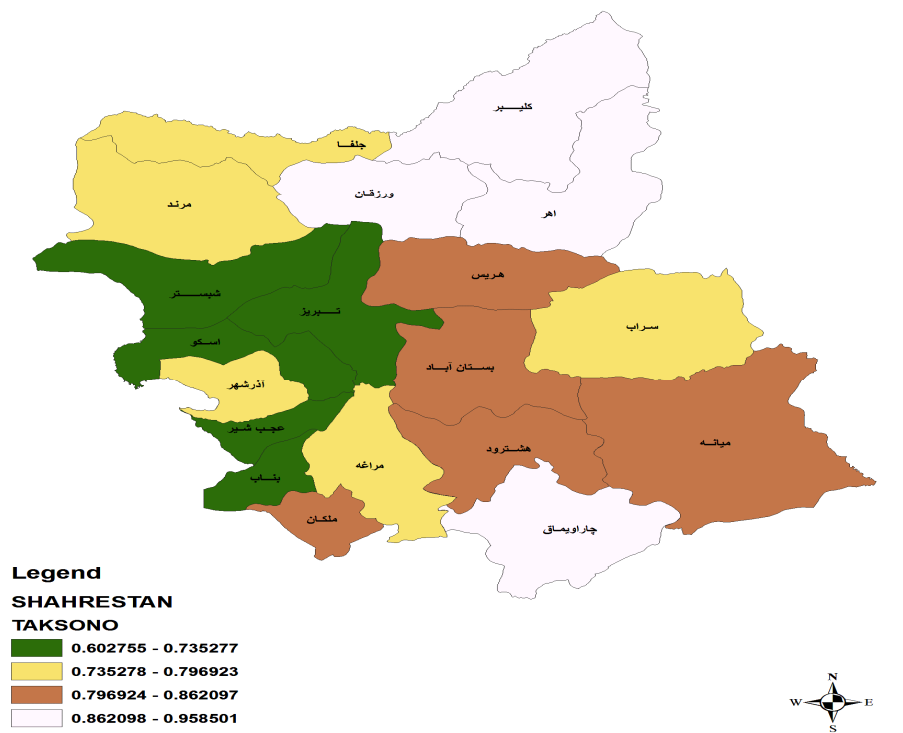 کلیبر
جلفا
ورزقان
مرند
اهر
هریس
شبستر
تبریز
سراب
اسکو
بستان آباد
آذرشهر
عجب شیر
میانه
هشترود
مراغه
بناب
ملکان
چاراویماق
Legend
SHAHRESTAN
TAKSONO
0.602755 - 0.735277
0.735278 - 0.796923
0.796924 - 0.862097
0.862098 - 0.958501
N
W E
S